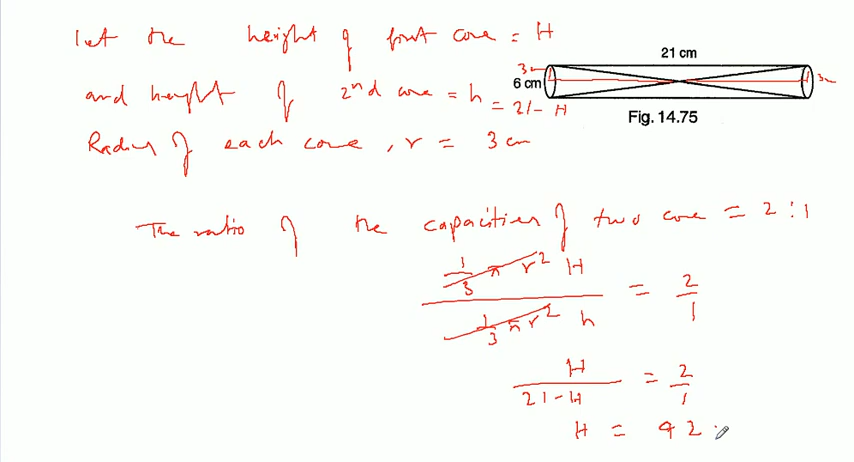 let the height of first cone = H
21 cm
3 cm
6 cm
3 cm
and height of 2nd cone = h
= 21 - H
Fig. 14.75
Radius of each cone, r = 3 cm
The ratio of the capacities of two cone = 2 : 1
1/3 π r² H / 1/3 π r² h = 2/1
H / 21 - H = 2/1
H = 42